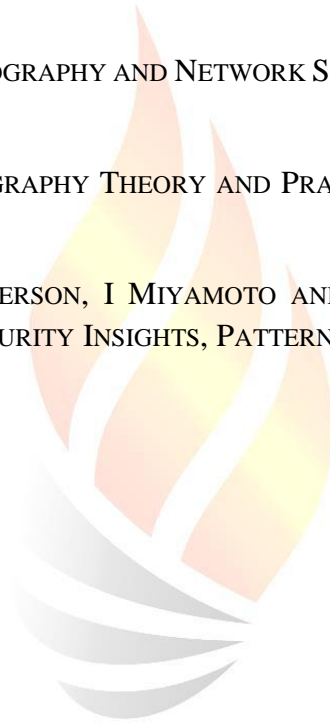 OGRAPHY AND NETWORK S
GRAPHY THEORY AND PRA
ERSON, I MIYAMOTO AN
URITY INSIGHTS, PATTERN